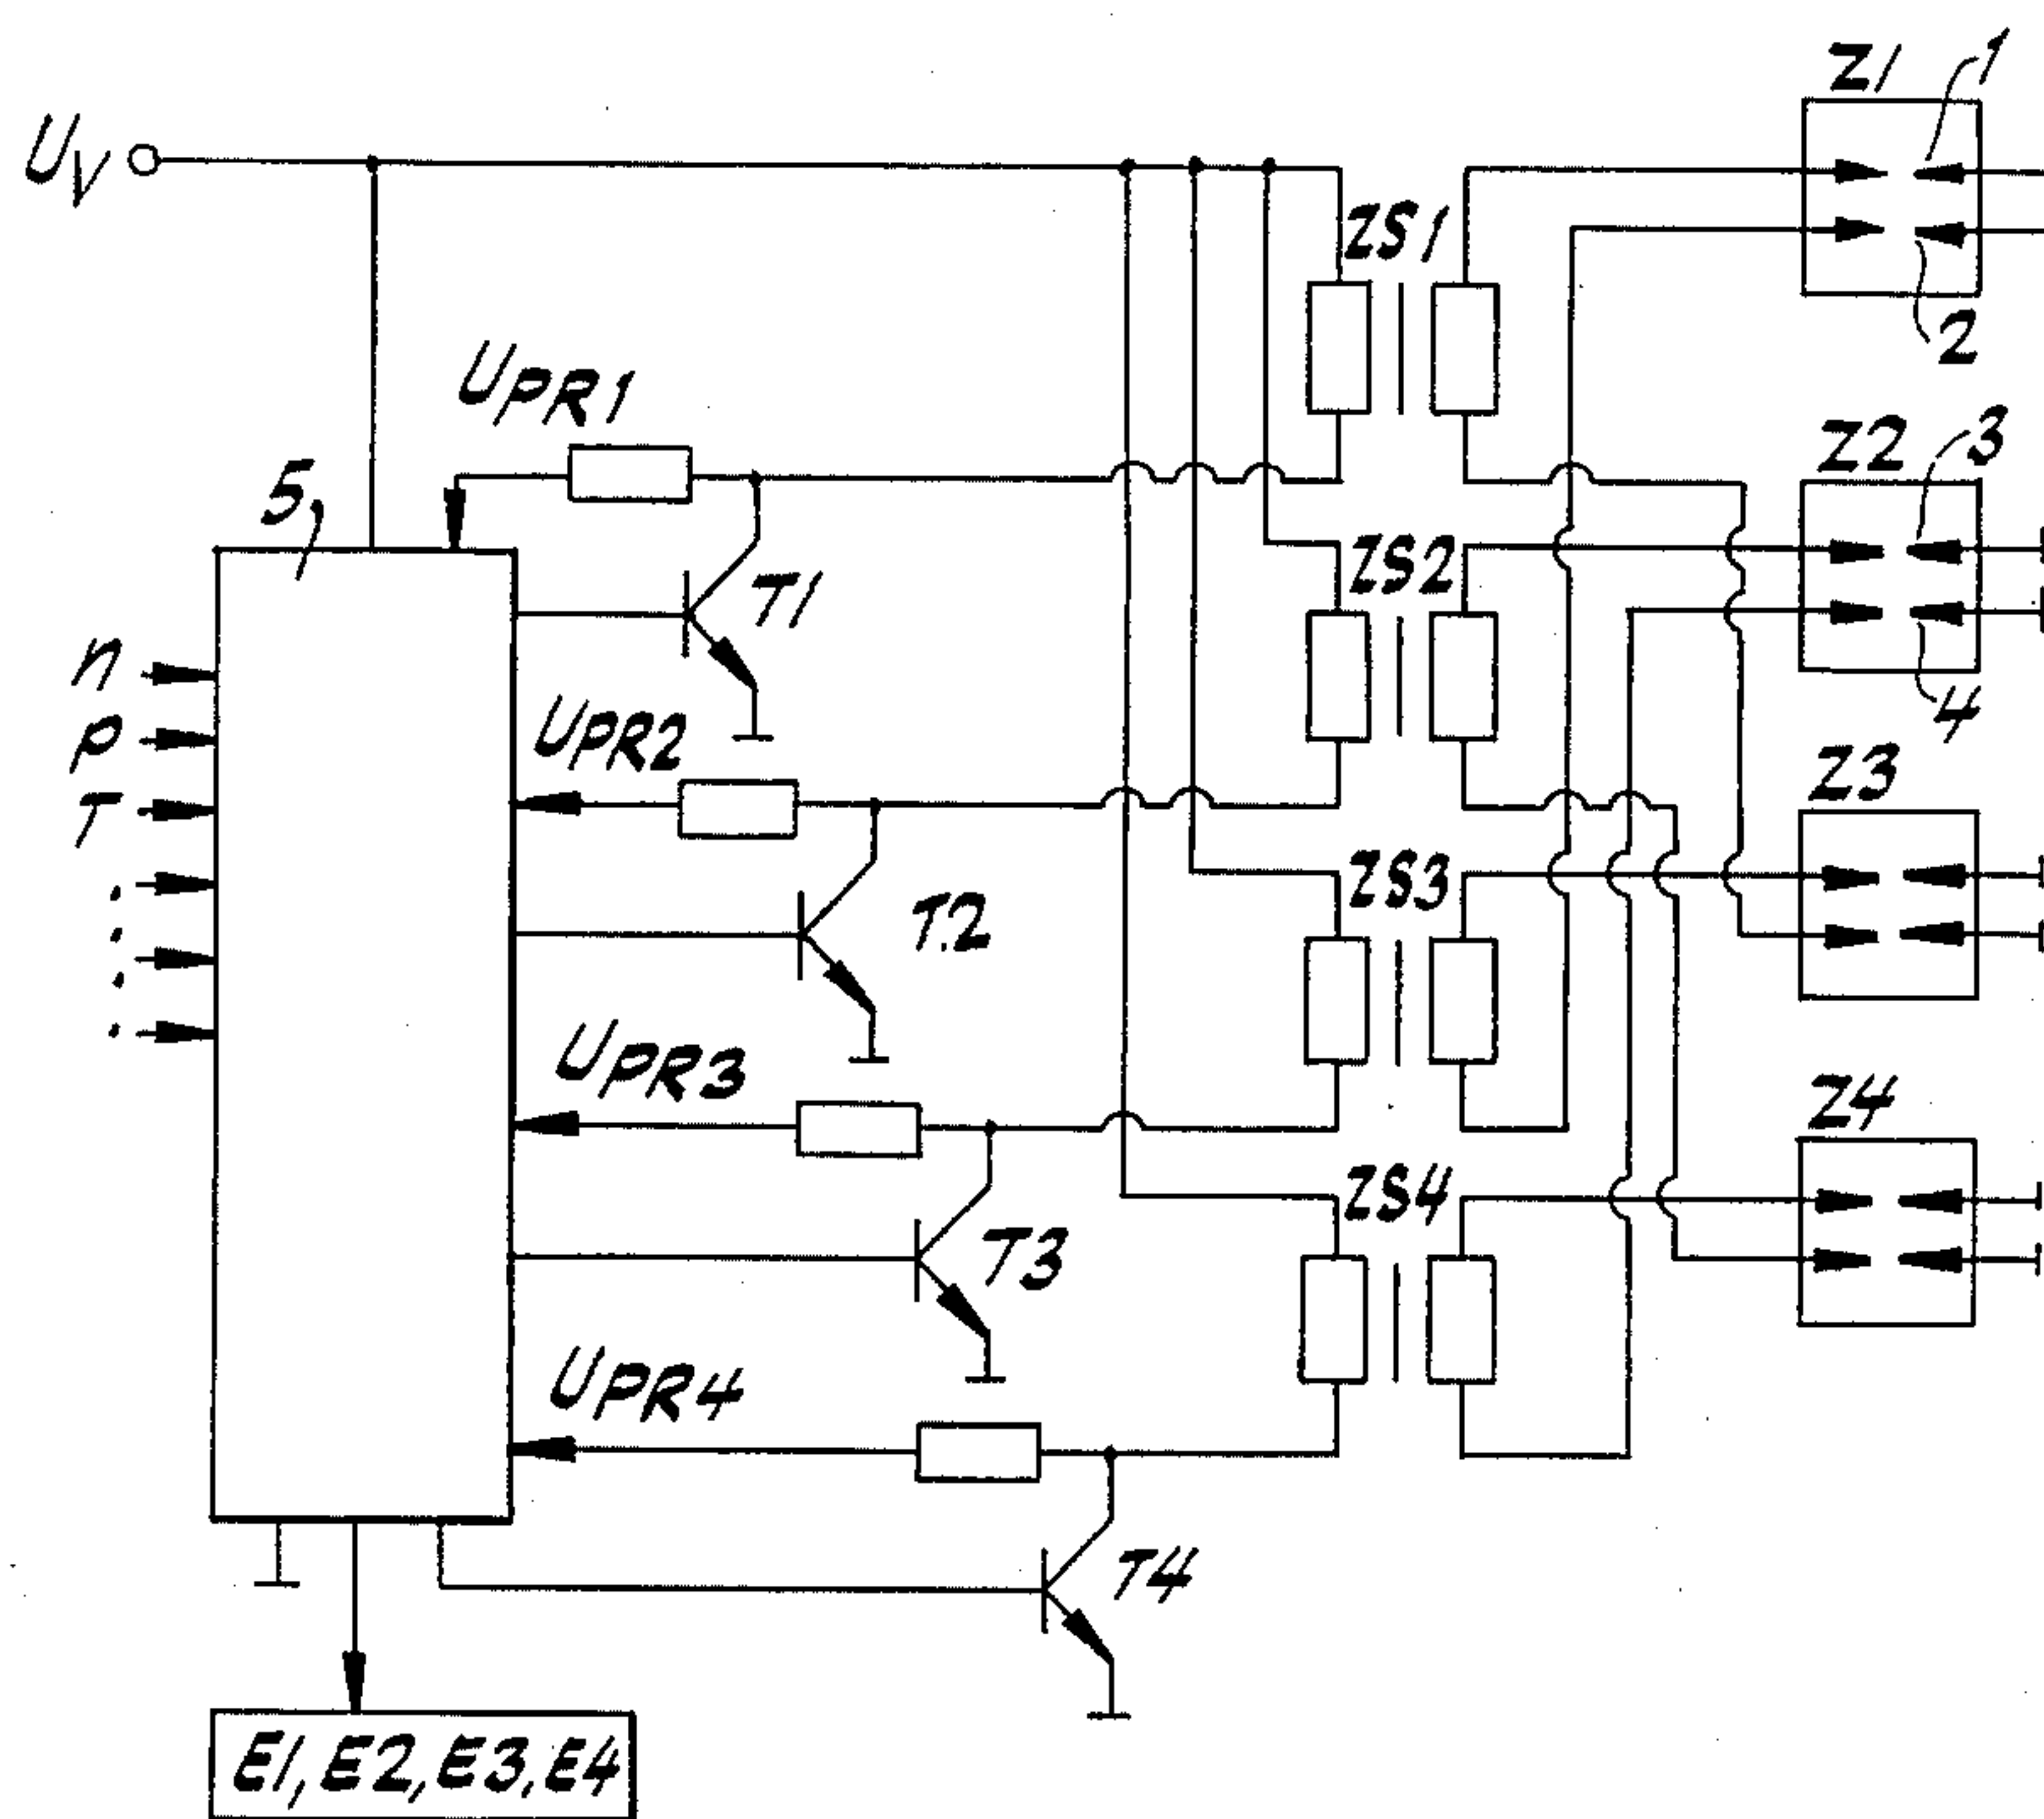 Z1
1
UV
ZS1
2
UPR1
Z2
3
5
ZS2
T1
n
UPR2
4
P
Z3
T
ZS3
T2
UPR3
Z4
ZS4
T3
UPR4
T4
E1, E2, E3, E4